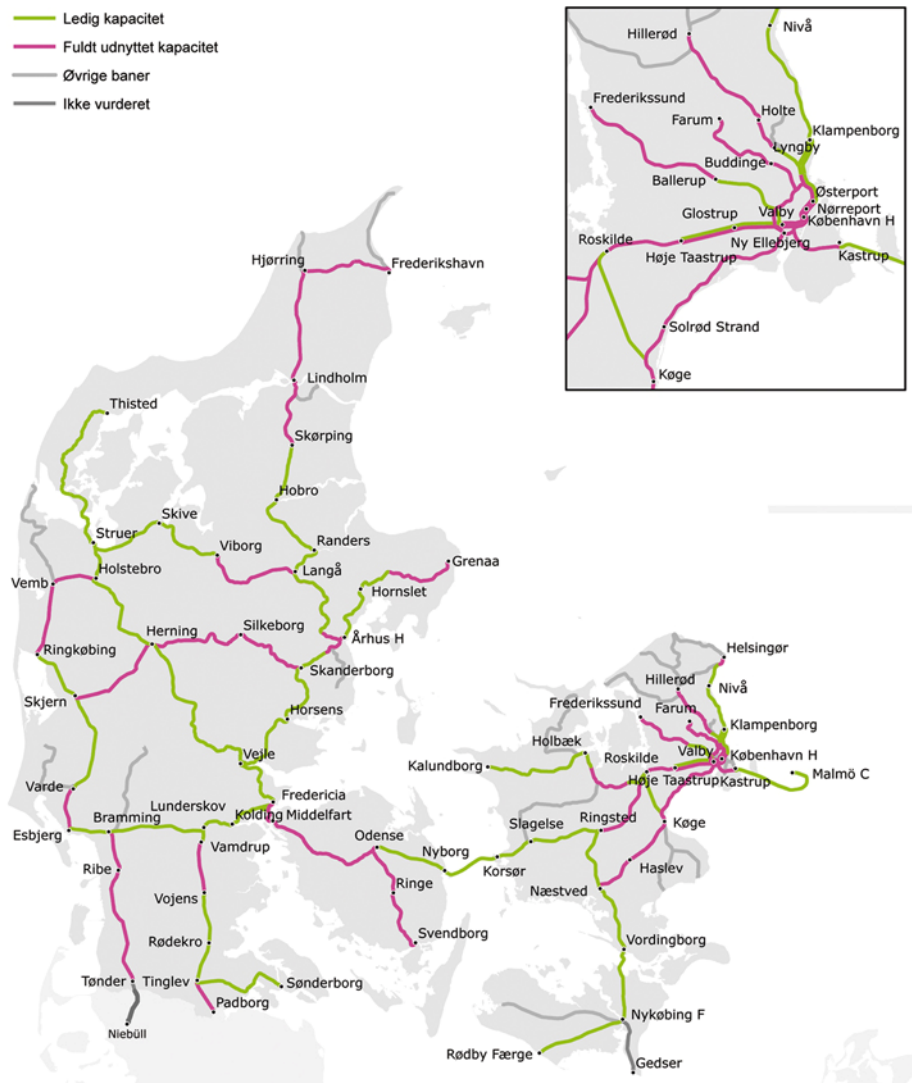 Ledig kapacitet
Fuldt udnyttet kapacitet
Øvrige baner
Ikke vurderet
Hillerød
Nivå
Frederikssund
Farum
Holte
Klampenborg
Lyngby
Buddinge
Ballerup
Østerport
Glostrup
Valby
Nørreport
København H
Roskilde
Ny Ellebjerg
Høje Taastrup
Kastrup
Solrød Strand
Køge
Hjørring
Frederikshavn
Lindholm
Thisted
Skørping
Hobro
Skive
Struer
Viborg
Randers
Holstebro
Langå
Grenaa
Vemb
Hornslet
Herning
Silkeborg
Århus H
Ringkøbing
Skanderborg
Skjern
Horsens
Vejle
Varde
Fredericia
Lunderskov
Kolding
Middelfart
Esbjerg
Bramming
Vamdrup
Odense
Nyborg
Ribe
Ringe
Vojens
Rødekro
Svendborg
Tønder
Tinglev
Sønderborg
Padborg
Niebüll
Helsingør
Hillerød
Nivå
Frederikssund
Farum
Klampenborg
Holbæk
Valby
København H
Kalundborg
Roskilde
Høje Taastrup
Kastrup
Malmö C
Slagelse
Ringsted
Køge
Korsør
Haslev
Næstved
Vordingborg
Nykøbing F
Rødby Færge
Gedser